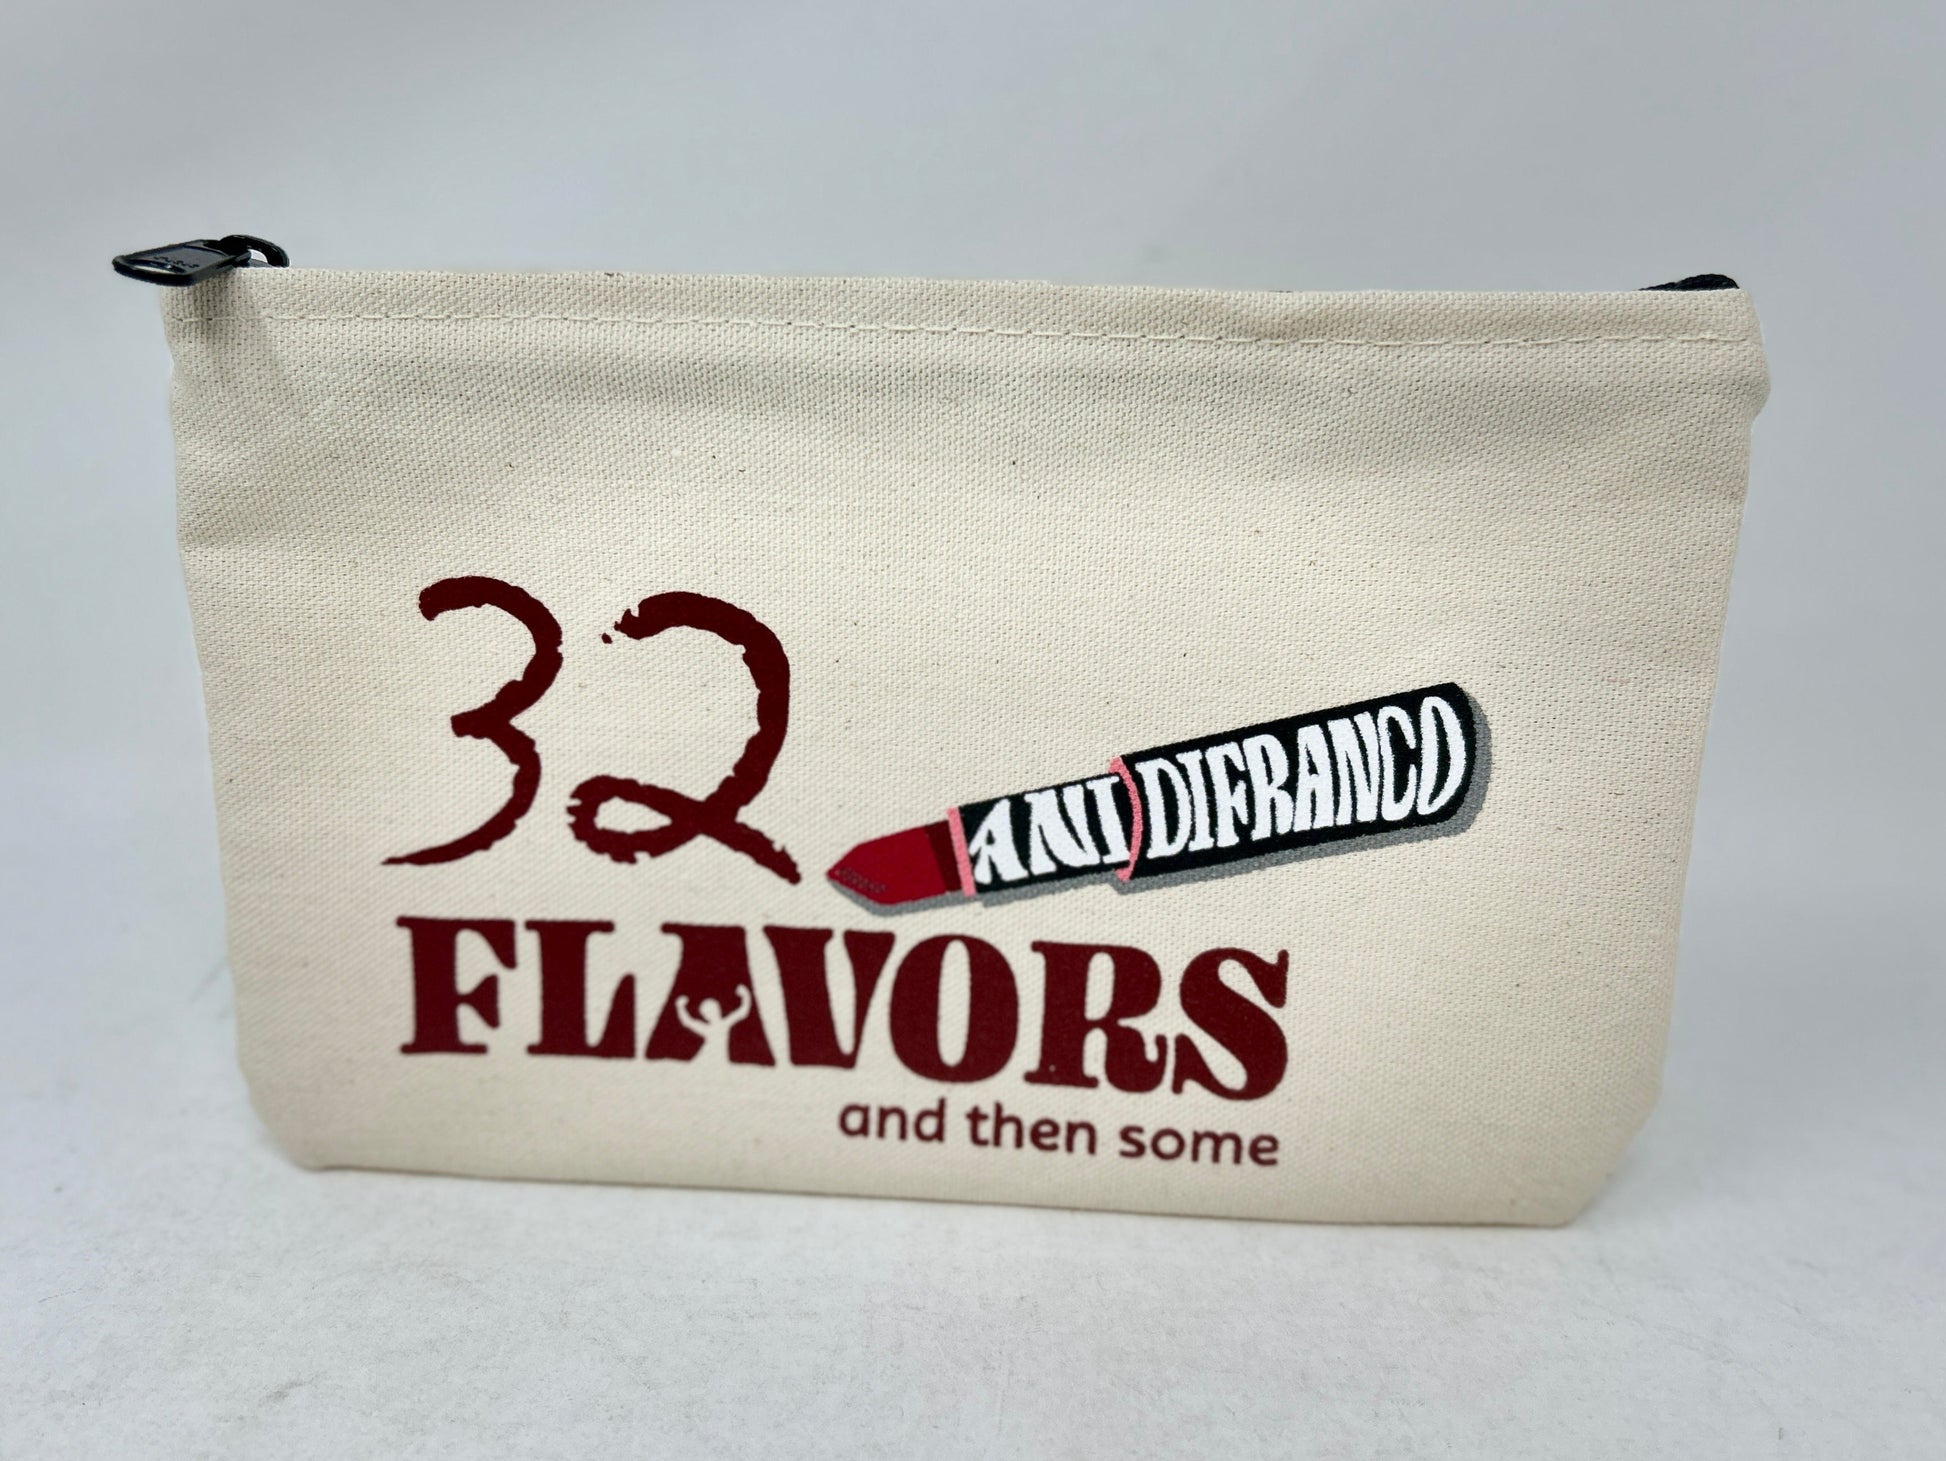 32
ANI DIFRANCO
FLAVORS
and then some